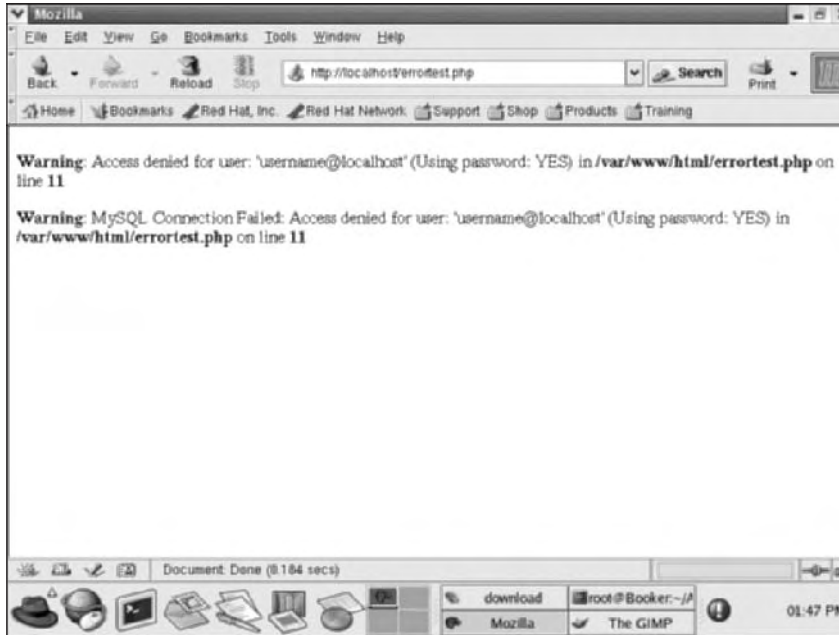 Mozilla
File Edit View Go Bookmarks Tools Window Help
Back Forward Reload Stop http://localhost/errortest.php Search Print
Home Bookmarks Red Hat, Inc. Red Hat Network Support Shop Products Training
Warning: Access denied for user: 'username@localhost' (Using password: YES) in /var/www/html/errortest.php on
line 11
Warning: MySQL Connection Failed: Access denied for user: 'username@localhost' (Using password: YES) in
/var/www/html/errortest.php on line 11
Document: Done (0.184 secs)
download root@Booker:~/A
Mozilla The GIMP
01:47 PM